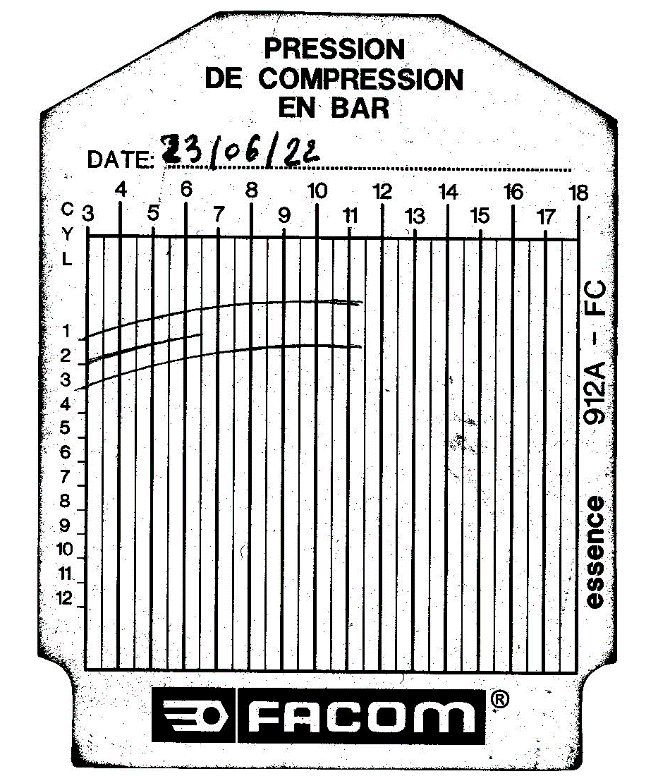 PRESSION
DE COMPRESSION
EN BAR
DATE: 23/06/22
4 6 8 10 12 14 16 18
C 3 5 7 9 11 13 15 17
Y
L
1
2
3
4
5
6
7
8
9
10
11
12
912A - FC
essence
FACOM®